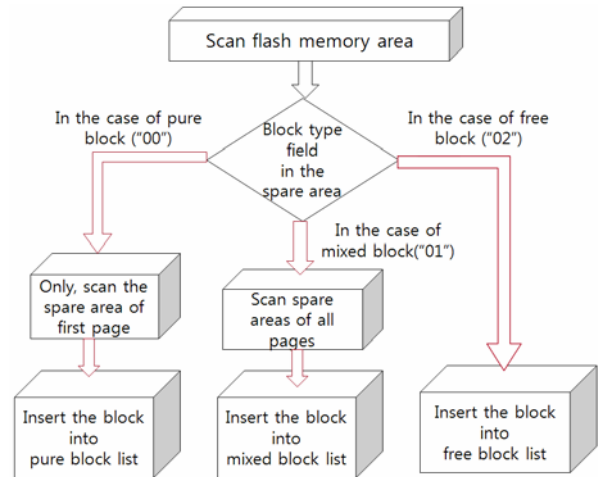 Scan flash memory area
In the case of pure
block ("00")
Block type
field
in the
spare area
In the case of free
block ("02")
In the case of
mixed block("01")
Only, scan the
spare area of
first page
Scan spare
areas of all
pages
Insert the block
into
pure block list
Insert the block
into
mixed block list
Insert the block
into
free block list